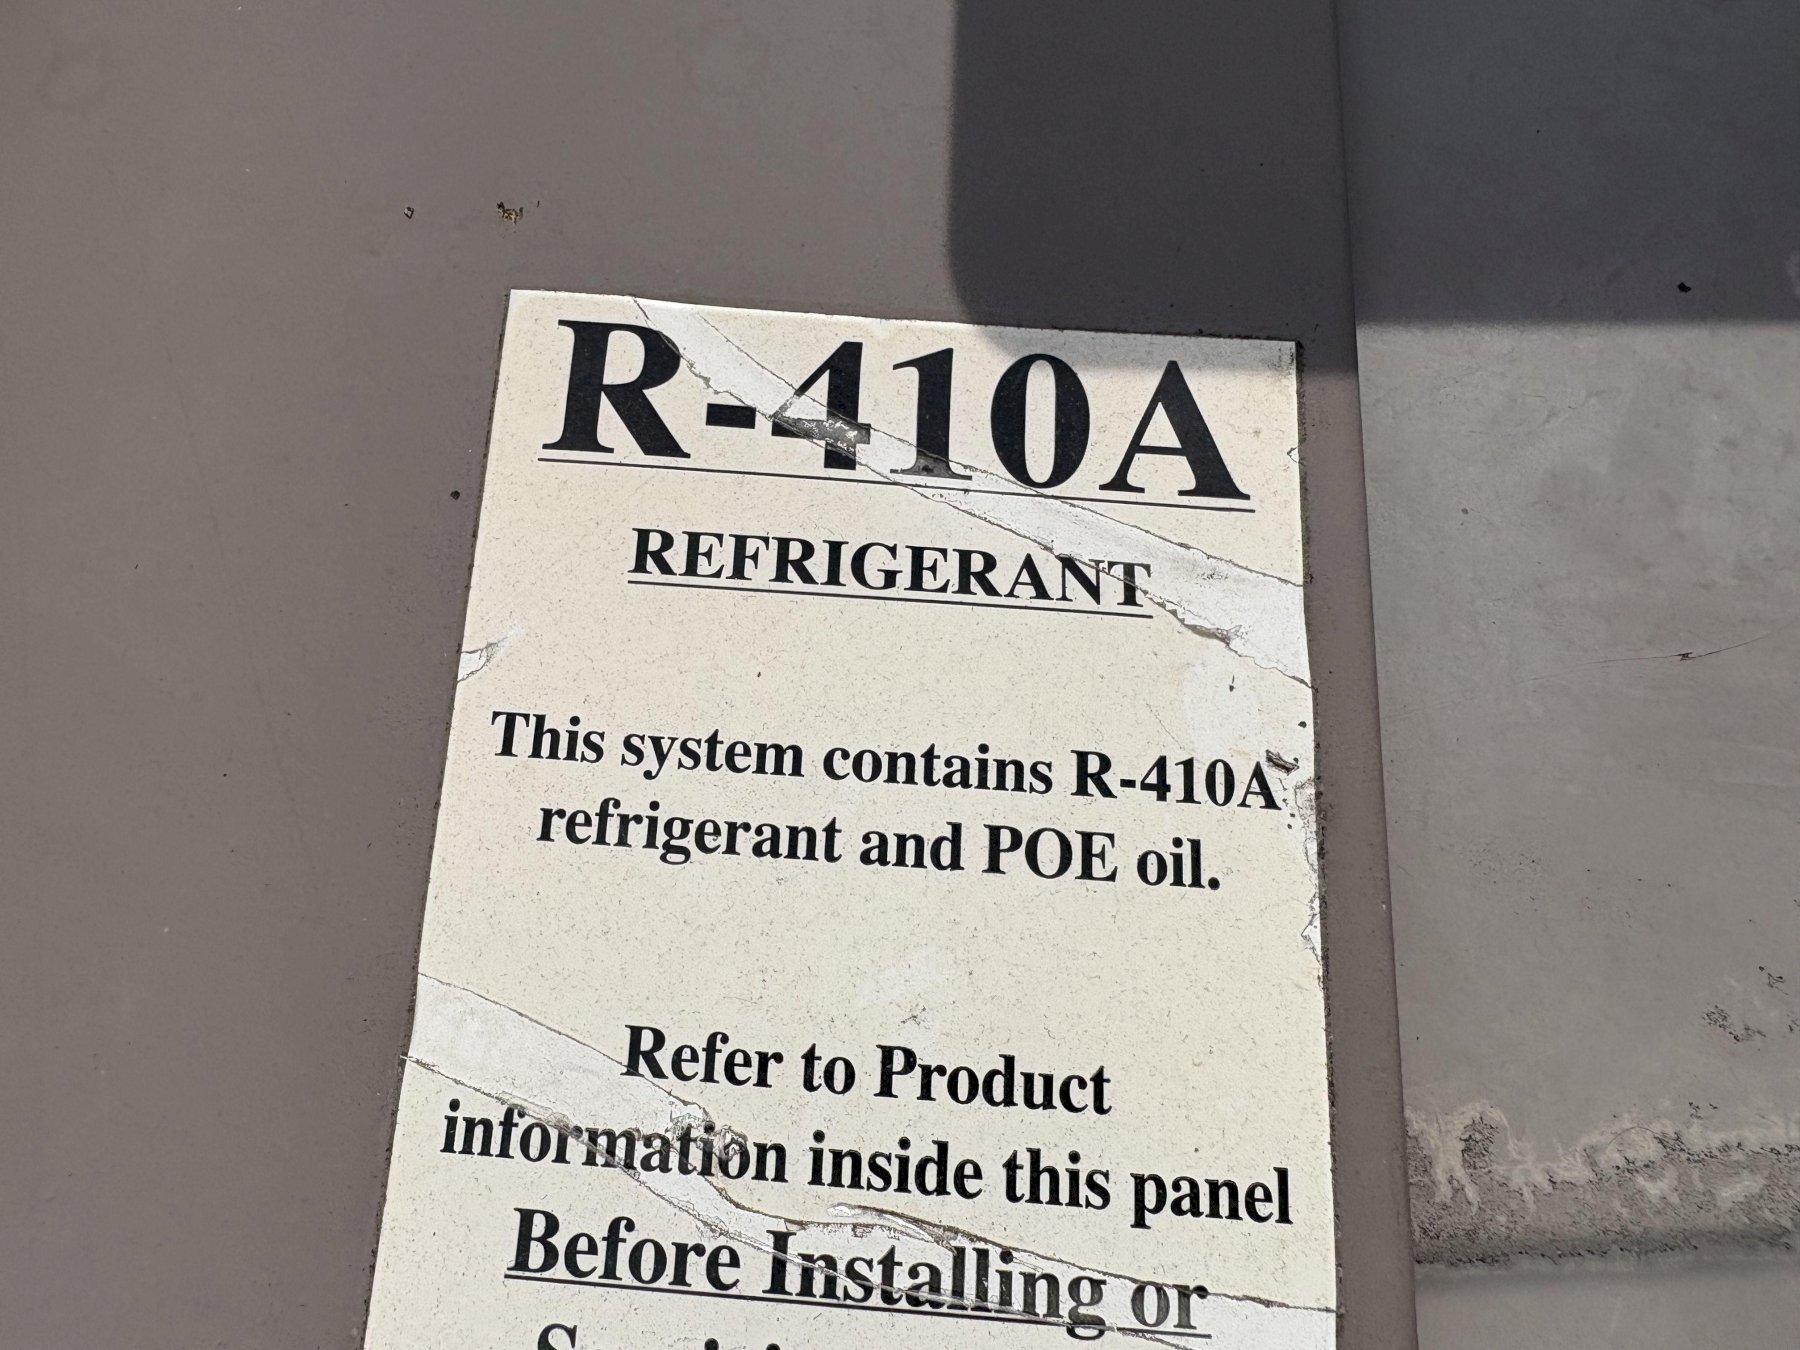 R-410A
REFRIGERANT
This system contains R-410A
refrigerant and POE oil.
Refer to Product
information inside this panel
Before Installing or